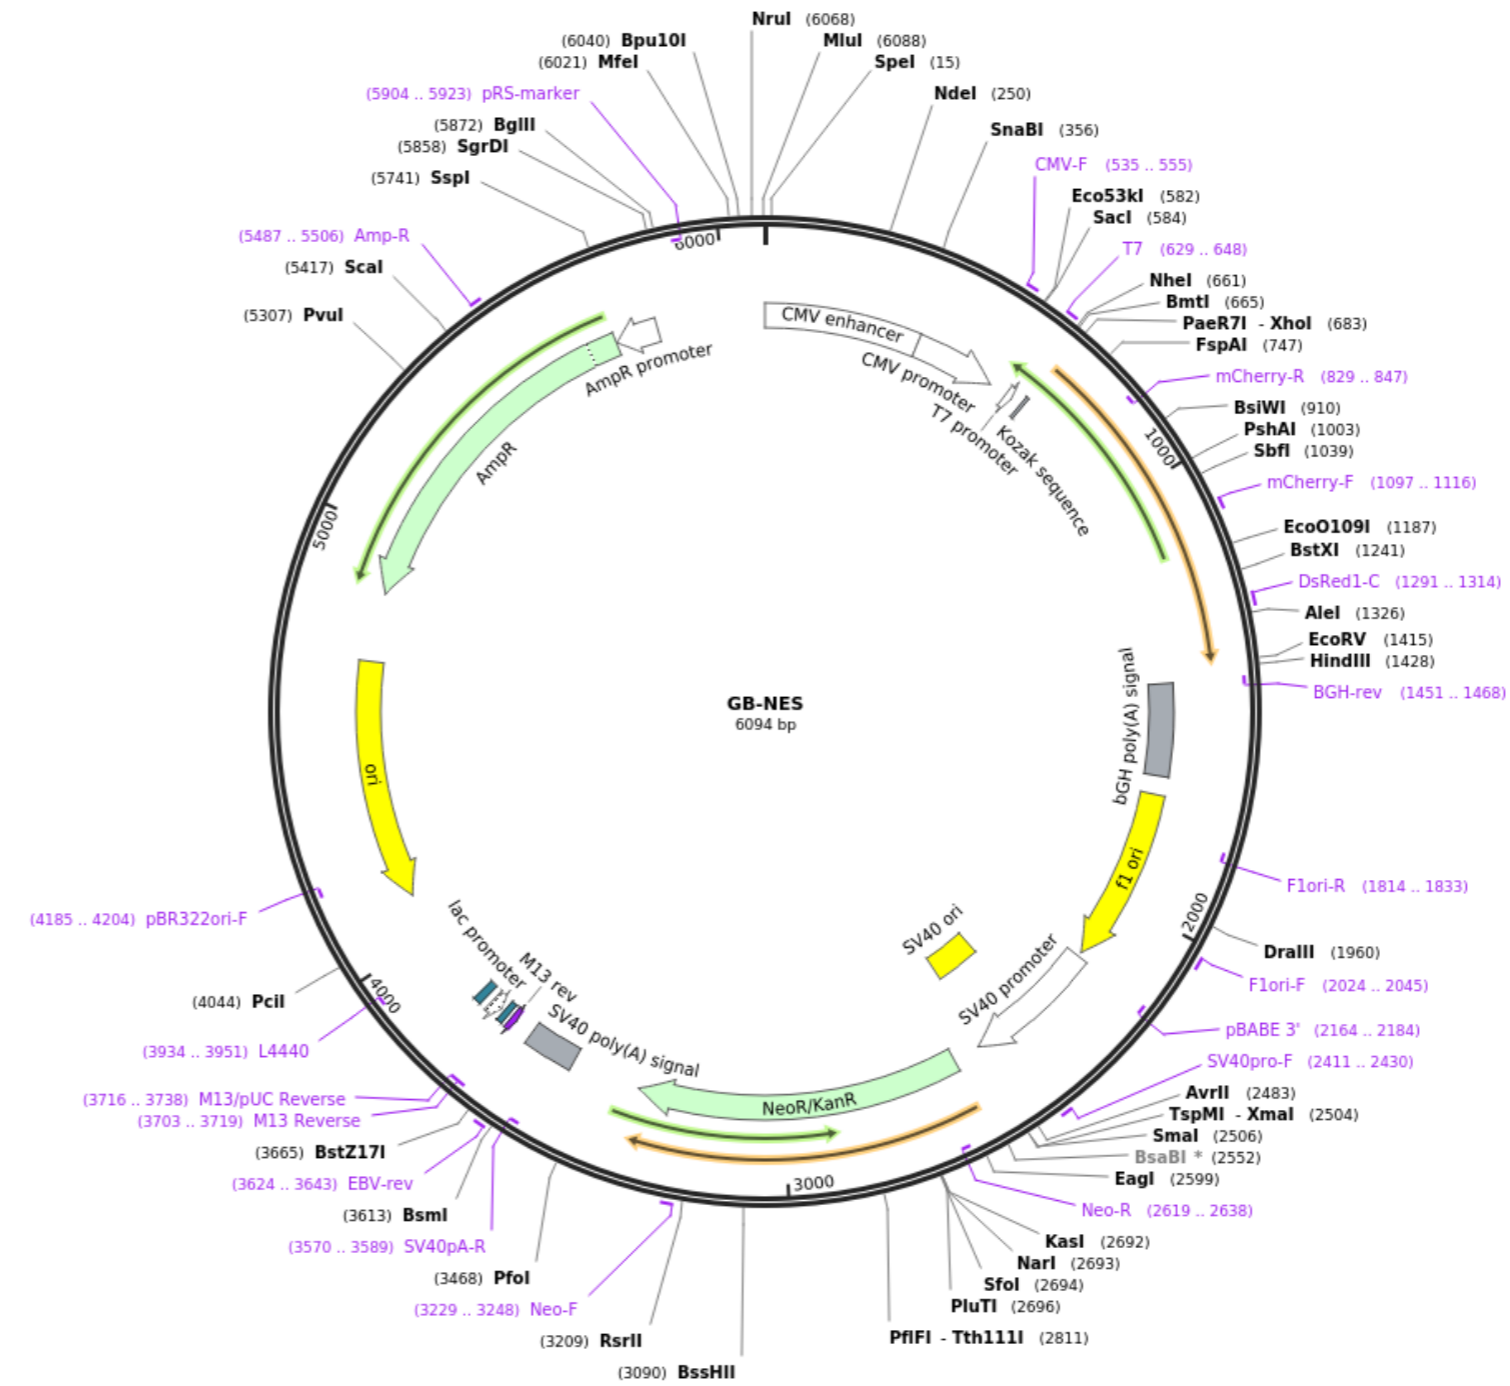 NruI (6068)
(6040) Bpu10I
MluI (6088)
(6021) MfeI
SpeI (15)
(5904 .. 5923) pRS-marker
NdeI (250)
(5872) BglII
SnaBI (356)
(5858) SgrDI
CMV-F (535 .. 555)
(5741) SspI
Eco53kI (582)
SacI (584)
(5487 .. 5506) Amp-R
T7 (629 .. 648)
(5417) ScaI
NheI (661)
BmtI (665)
(5307) PvuI
PaeR7I - XhoI (683)
FspAI (747)
mCherry-R (829 .. 847)
BsiWI (910)
PshAI (1003)
SbfI (1039)
mCherry-F (1097 .. 1116)
EcoO109I (1187)
BstXI (1241)
DsRed1-C (1291 .. 1314)
AleI (1326)
EcoRV (1415)
HindIII (1428)
BGH-rev (1451 .. 1468)
F1ori-R (1814 .. 1833)
DraIII (1960)
F1ori-F (2024 .. 2045)
pBABE 3' (2164 .. 2184)
SV40pro-F (2411 .. 2430)
AvrII (2483)
TspMI - XmaI (2504)
SmaI (2506)
BsaBI * (2552)
EagI (2599)
Neo-R (2619 .. 2638)
KasI (2692)
NarI (2693)
SfoI (2694)
PluTI (2696)
PflFI - Tth111I (2811)
(3090) BssHII
(3209) RsrII
(3229 .. 3248) Neo-F
(3468) PfoI
(3570 .. 3589) SV40pA-R
(3613) BsmI
(3624 .. 3643) EBV-rev
(3665) BstZ17I
(3703 .. 3719) M13 Reverse
(3716 .. 3738) M13/pUC Reverse
(3934 .. 3951) L4440
(4044) PciI
(4185 .. 4204) pBR322ori-F
6000
1000
2000
3000
4000
5000
CMV enhancer
CMV promoter
T7 promoter
Kozak sequence
AmpR promoter
AmpR
GB-NES
6094 bp
bGH poly(A) signal
f1 ori
SV40 ori
SV40 promoter
NeoR/KanR
SV40 poly(A) signal
M13 rev
lac promoter
ori